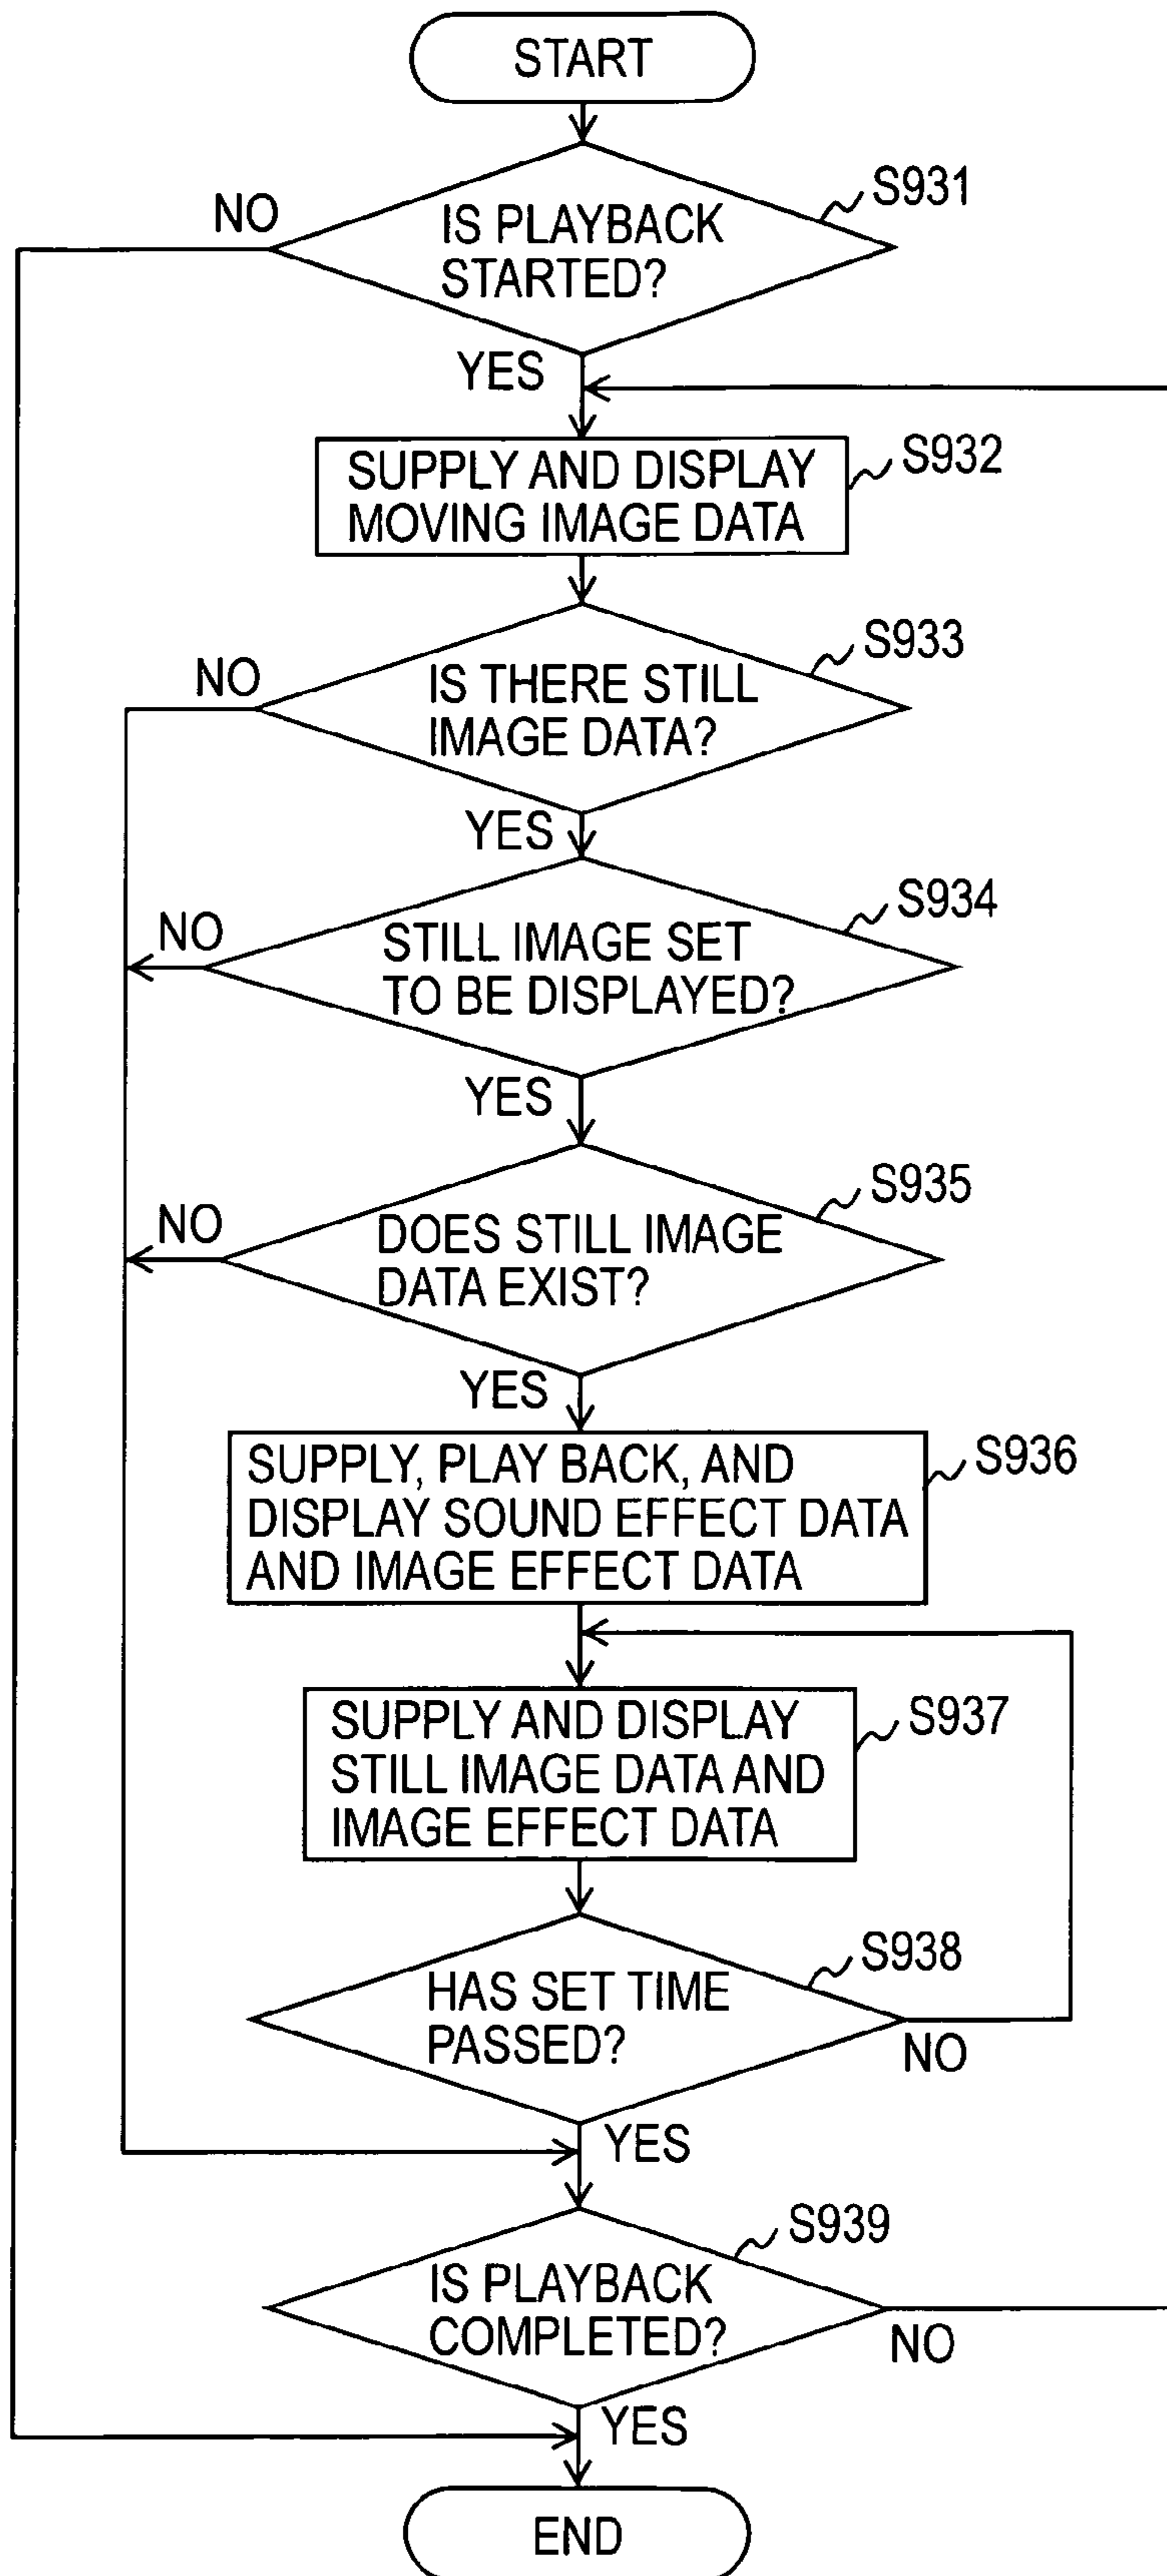 START
S931
NO
IS PLAYBACK
STARTED?
YES
S932
SUPPLY AND DISPLAY
MOVING IMAGE DATA
S933
NO
IS THERE STILL
IMAGE DATA?
YES
S934
NO
STILL IMAGE SET
TO BE DISPLAYED?
YES
S935
NO
DOES STILL IMAGE
DATA EXIST?
YES
S936
SUPPLY, PLAY BACK, AND
DISPLAY SOUND EFFECT DATA
AND IMAGE EFFECT DATA
S937
SUPPLY AND DISPLAY
STILL IMAGE DATA AND
IMAGE EFFECT DATA
S938
HAS SET TIME
PASSED?
NO
YES
S939
IS PLAYBACK
COMPLETED?
NO
YES
END